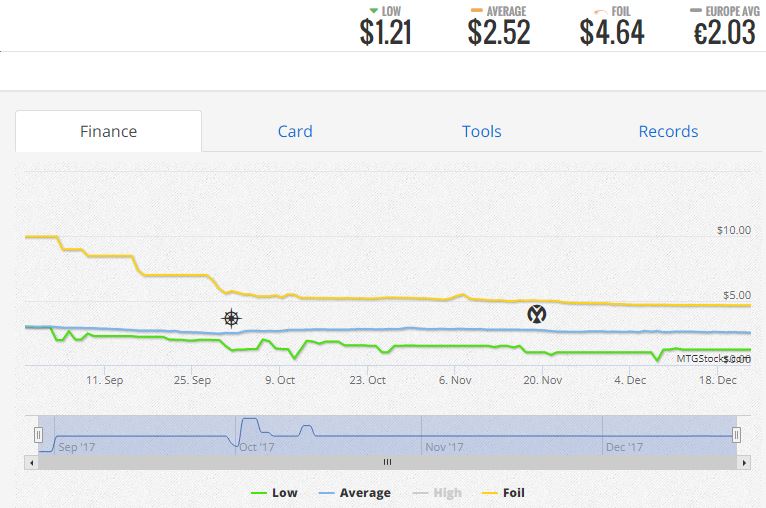 LOW AVERAGE FOIL EUROPE AVG
$1.21 $2.52 $4.64 €2.03
Finance Card Tools Records
$10.00
$5.00
$0.00
MTGStocks.com
11. Sep 25. Sep 9. Oct 23. Oct 6. Nov 20. Nov 4. Dec 18. Dec
Sep '17 Oct '17 Nov '17 Dec '17
Low Average High Foil